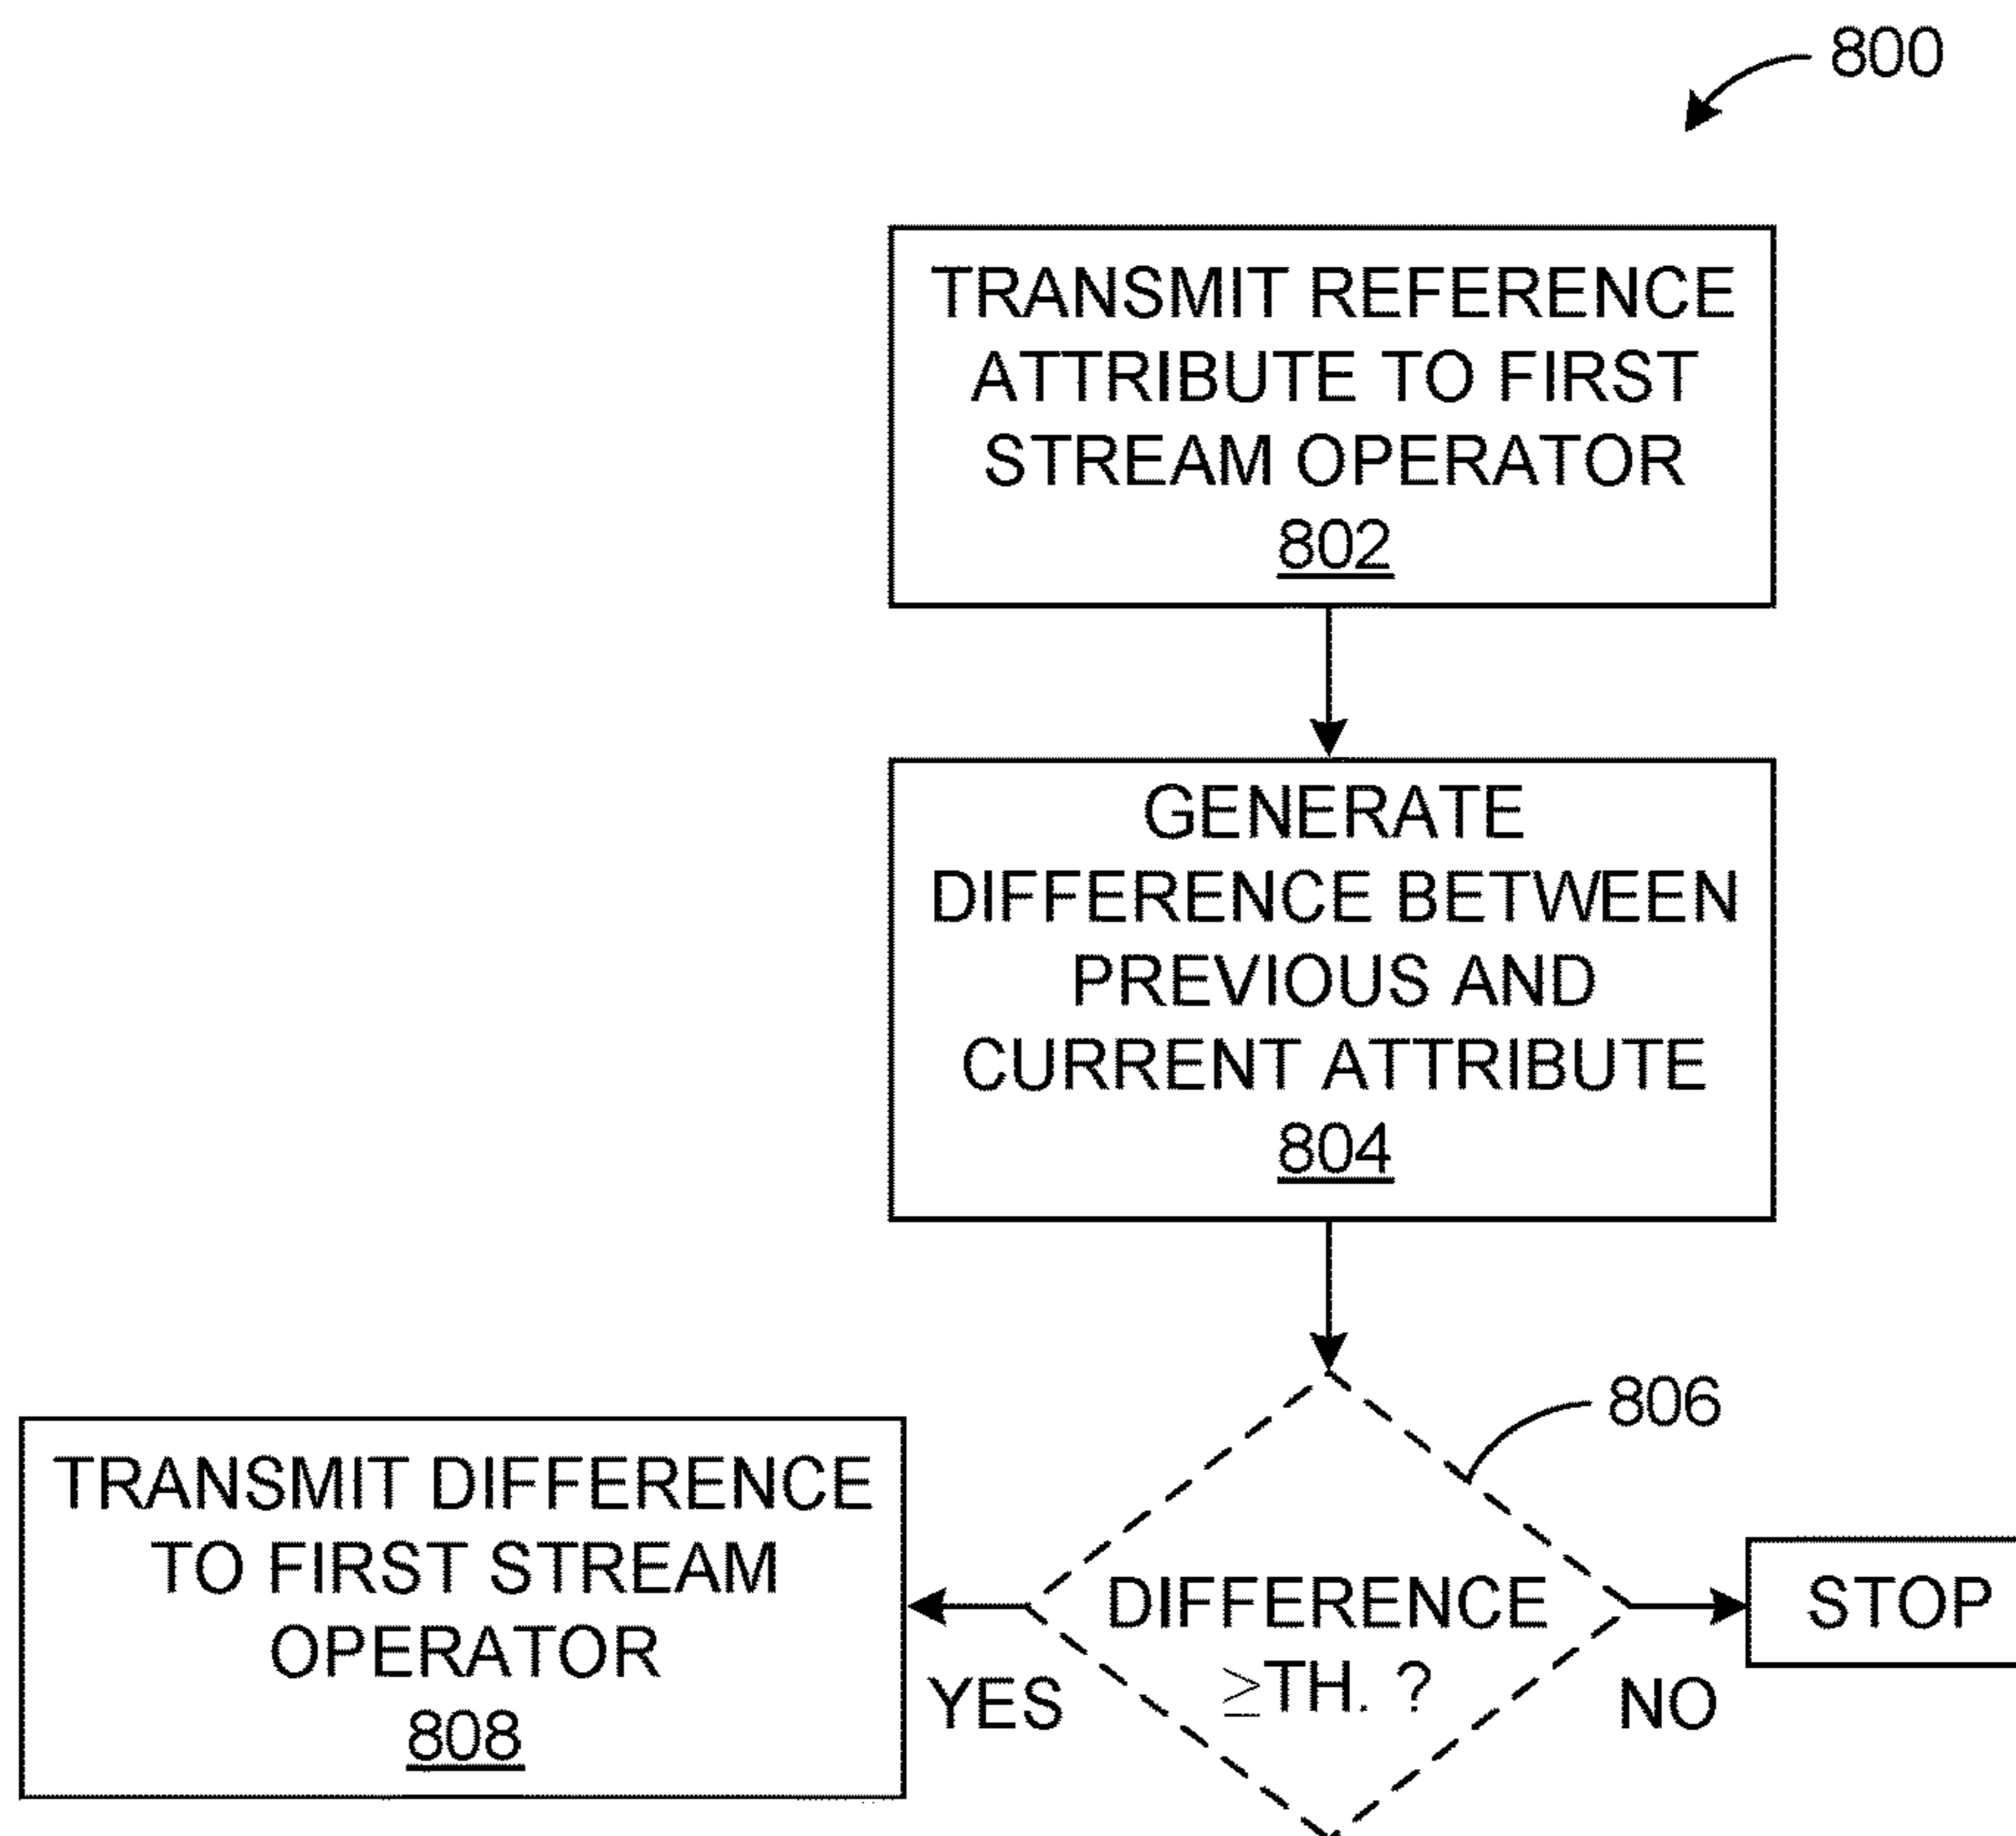 800
TRANSMIT REFERENCE
ATTRIBUTE TO FIRST
STREAM OPERATOR
802
GENERATE
DIFFERENCE BETWEEN
PREVIOUS AND
CURRENT ATTRIBUTE
804
806
TRANSMIT DIFFERENCE
TO FIRST STREAM
OPERATOR
808
YES
DIFFERENCE
≥TH. ?
NO
STOP